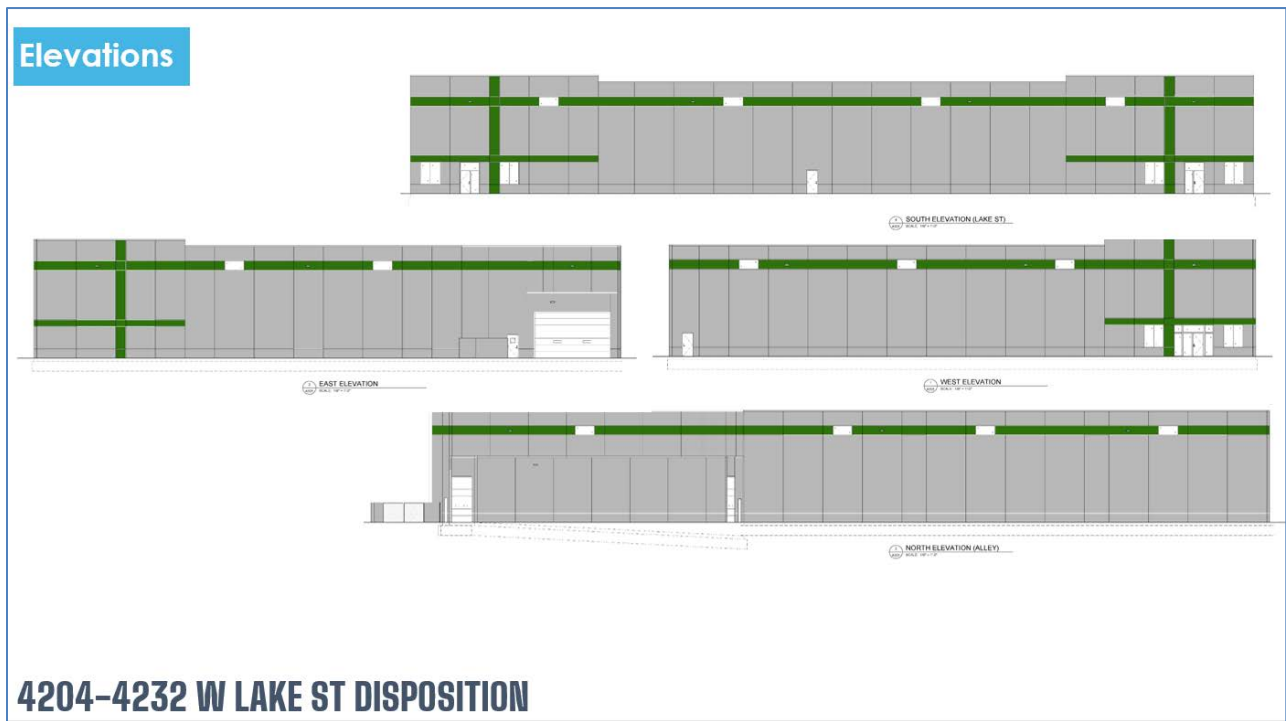 Elevations
SOUTH ELEVATION (LAKE ST)
EAST ELEVATION
WEST ELEVATION
NORTH ELEVATION (ALLEY)
4204-4232 W LAKE ST DISPOSITION